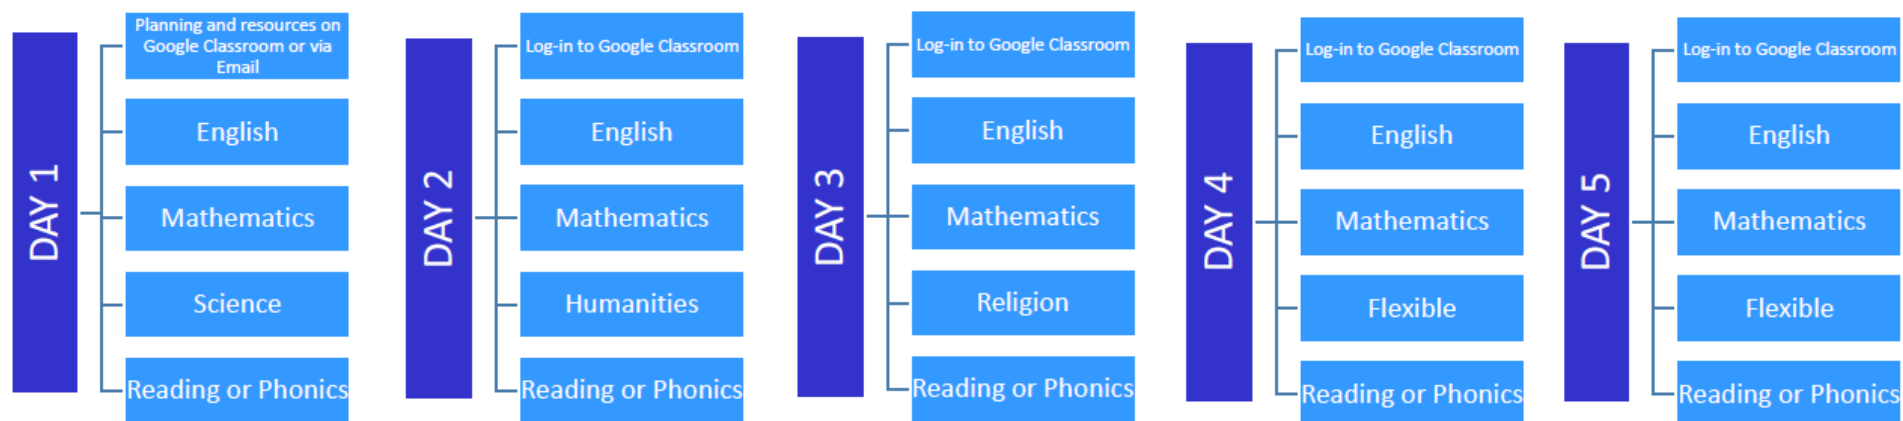 DAY 1
Planning and resources on
Google Classroom or via
Email
English
Mathematics
Science
Reading or Phonics
DAY 2
Log-in to Google Classroom
English
Mathematics
Humanities
Reading or Phonics
DAY 3
Log-in to Google Classroom
English
Mathematics
Religion
Reading or Phonics
DAY 4
Log-in to Google Classroom
English
Mathematics
Flexible
Reading or Phonics
DAY 5
Log-in to Google Classroom
English
Mathematics
Flexible
Reading or Phonics